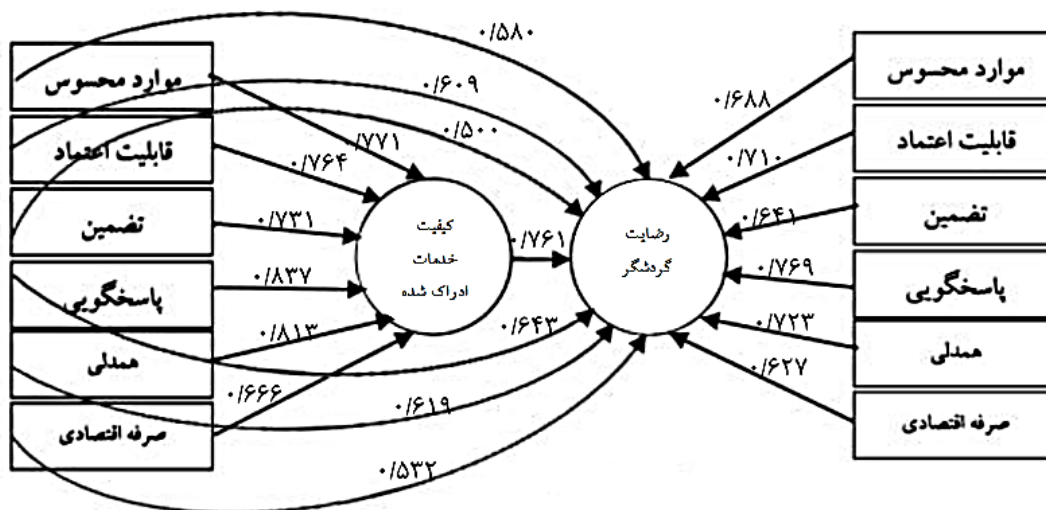 ۰/۵۸۰
موارد محسوس
موارد محسوس
۰/۶۰۹
۰/۶۸۸
۰/۵۰۰
۰/۷۷۱
قابلیت اعتماد
قابلیت اعتماد
۰/۷۶۴
۰/۷۱۰
تضمین
تضمین
۰/۷۳۱
۰/۶۴۱
کیفیت
خدمات
ادراک شده
۰/۷۶۱
رضایت
گردشگر
پاسخگویی
پاسخگویی
۰/۸۳۷
۰/۷۶۹
۰/۶۴۳
۰/۷۲۳
همدلی
همدلی
۰/۸۱۳
۰/۶۲۷
۰/۶۶۶
۰/۶۱۹
صرفه اقتصادی
صرفه اقتصادی
۰/۵۳۲